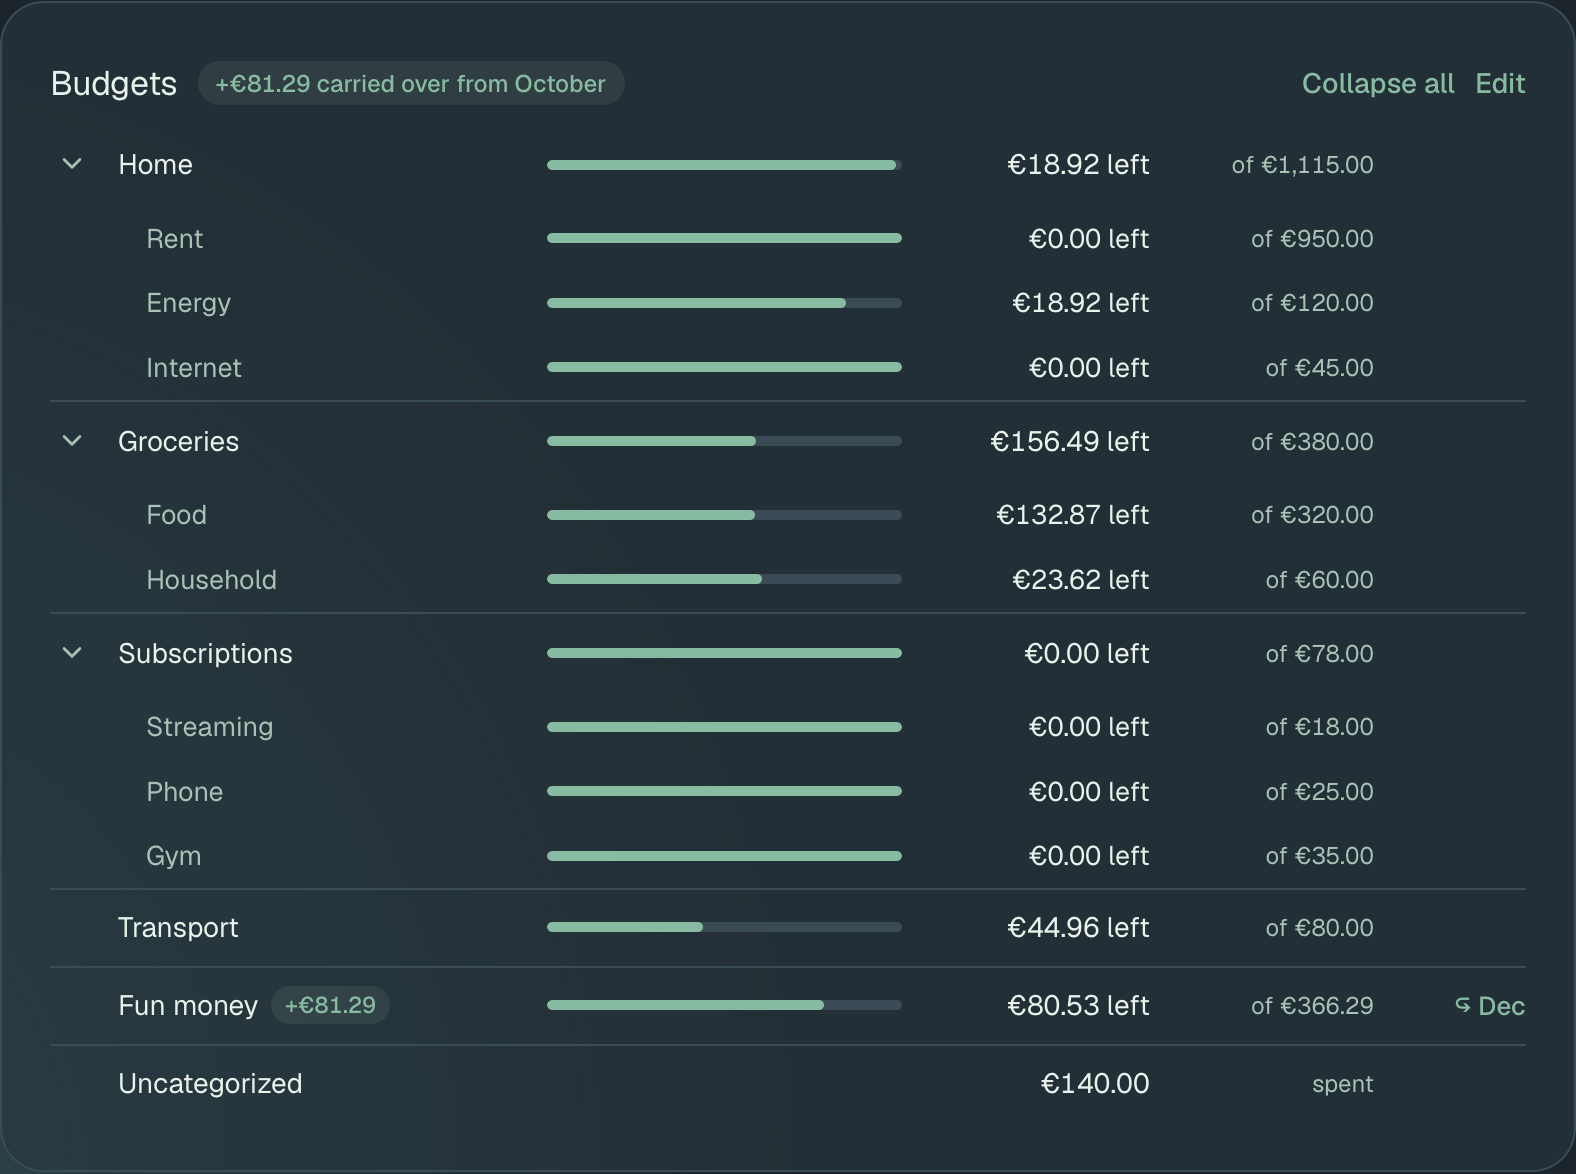 Budgets +€81.29 carried over from October Collapse all Edit
Home €18.92 left of €1,115.00
Rent €0.00 left of €950.00
Energy €18.92 left of €120.00
Internet €0.00 left of €45.00
Groceries €156.49 left of €380.00
Food €132.87 left of €320.00
Household €23.62 left of €60.00
Subscriptions €0.00 left of €78.00
Streaming €0.00 left of €18.00
Phone €0.00 left of €25.00
Gym €0.00 left of €35.00
Transport €44.96 left of €80.00
Fun money +€81.29 €80.53 left of €366.29 Dec
Uncategorized €140.00 spent